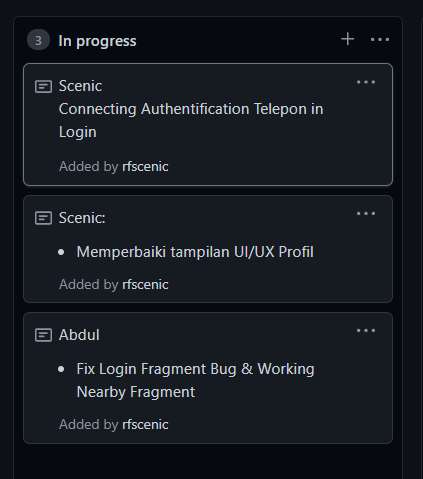 3 In progress
Scenic
Connecting Authentification Telepon in
Login
Added by rfscenic
Scenic:
Memperbaiki tampilan UI/UX Profil
Added by rfscenic
Abdul
Fix Login Fragment Bug & Working
Nearby Fragment
Added by rfscenic